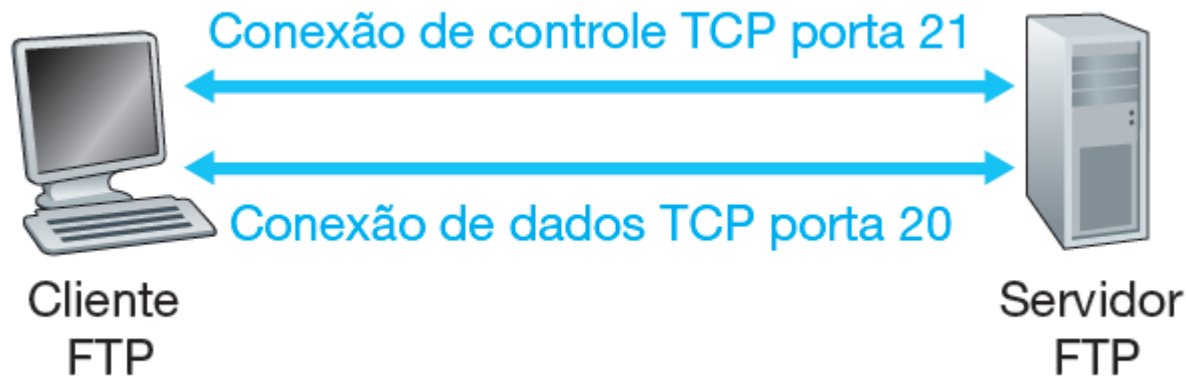 Conexão de controle TCP porta 21
Conexão de dados TCP porta 20
Cliente
FTP
Servidor
FTP